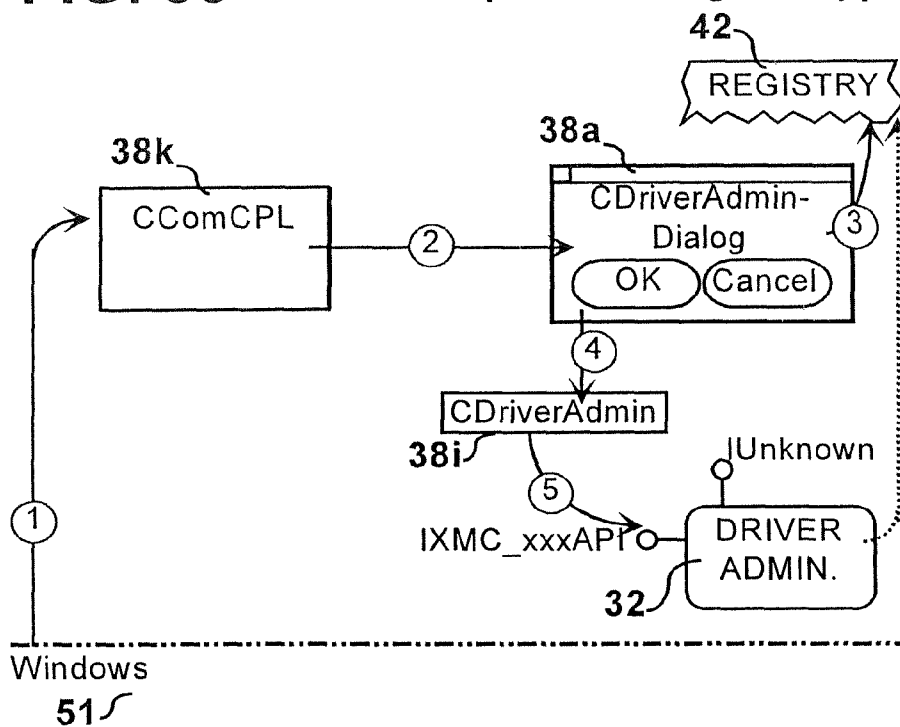 42
REGISTRY
38k
38a
CComCPL
CDriverAdmin-
Dialog
OK
Cancel
1
2
3
4
CDriverAdmin
38i
5
IUnknown
IXMC_xxxAPI
DRIVER
ADMIN.
32
Windows
51